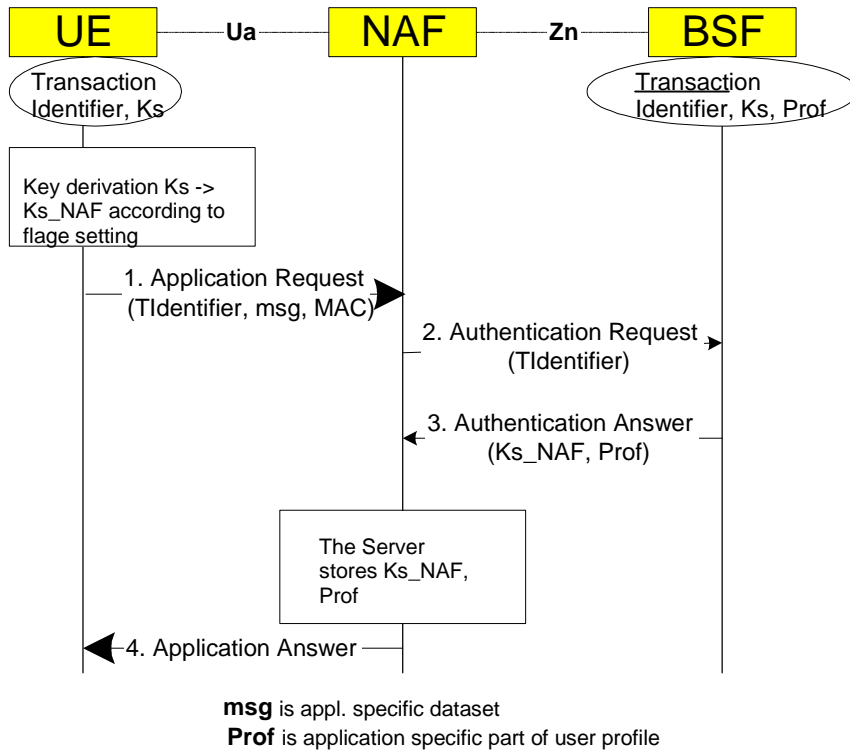 UE
Ua
NAF
Zn
BSF
Transaction
Identifier, Ks
Transaction
Identifier, Ks, Prof
Key derivation Ks ->
Ks_NAF according to
flage setting
1. Application Request
(TIdentifier, msg, MAC)
2. Authentication Request
(TIdentifier)
3. Authentication Answer
(Ks_NAF, Prof)
The Server
stores Ks_NAF,
Prof
4. Application Answer
msg is appl. specific dataset
Prof is application specific part of user profile